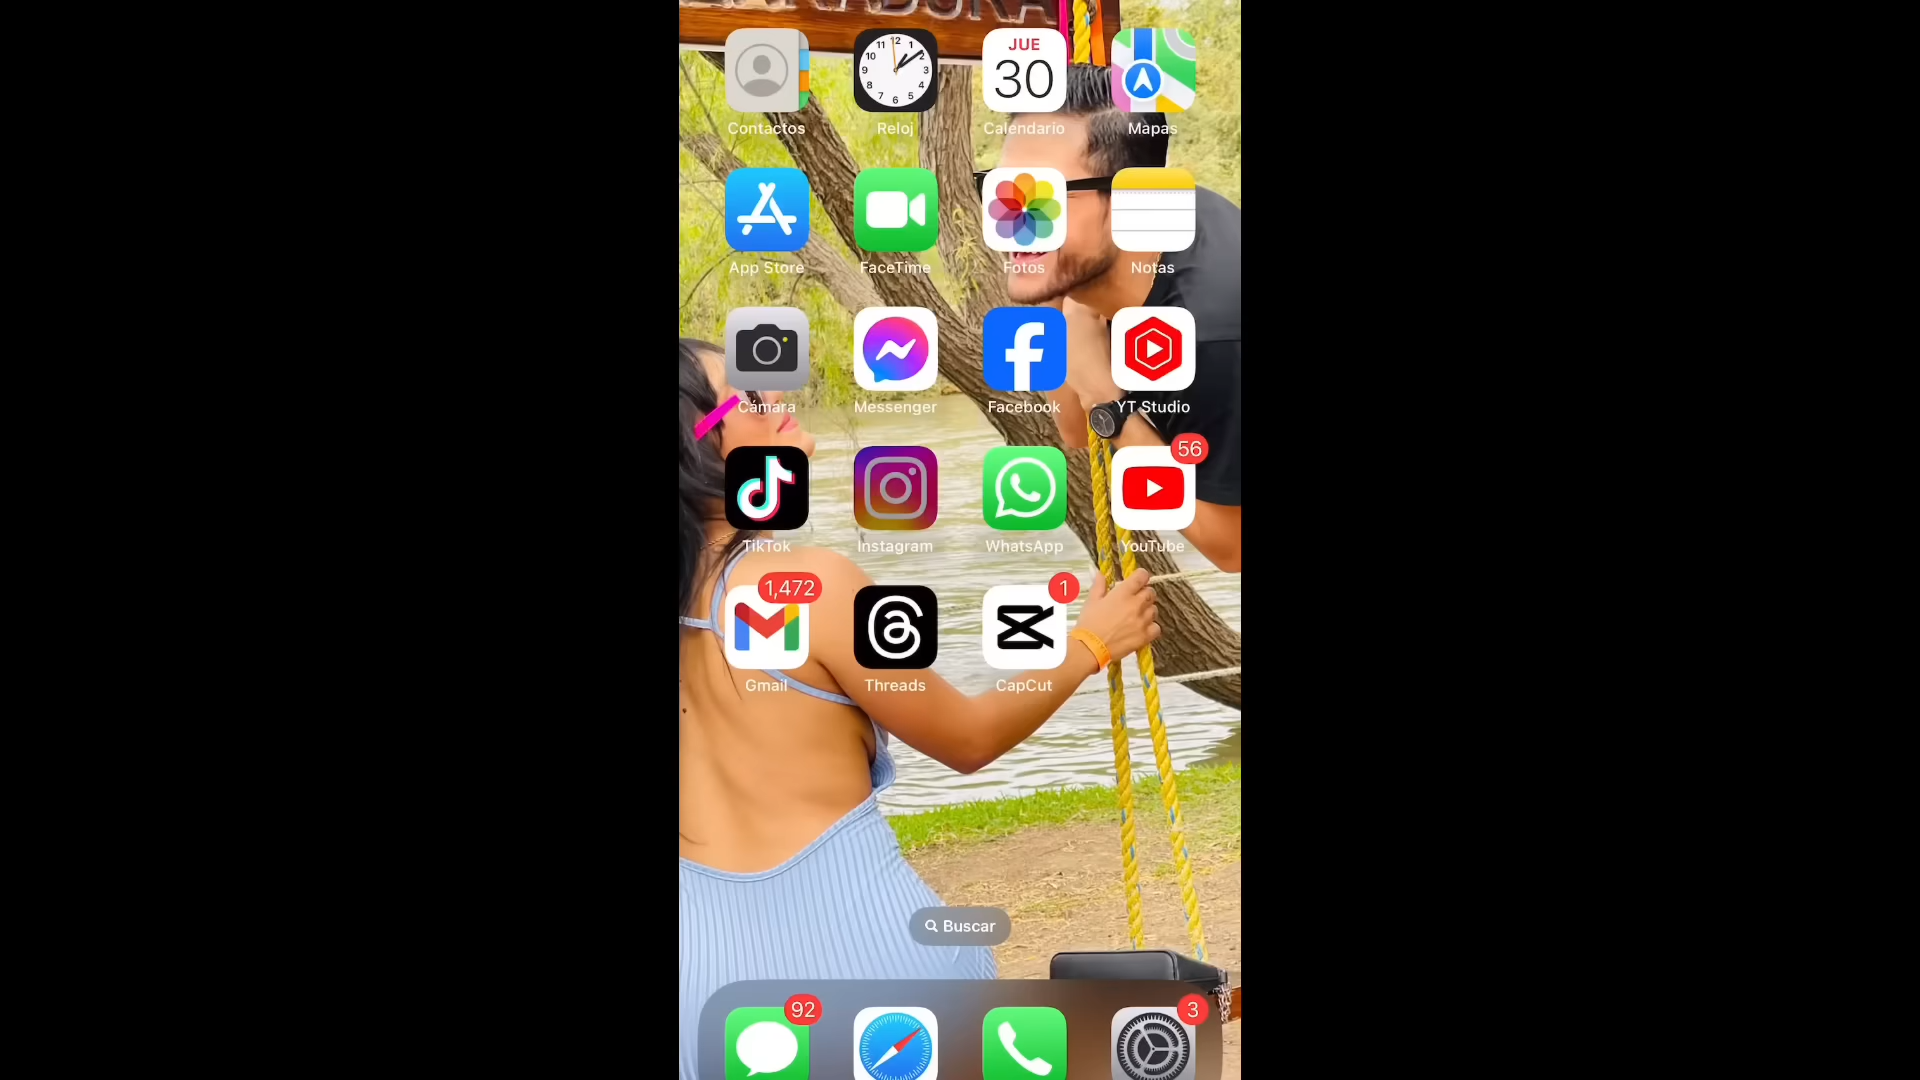 JUE
30
Contactos
Reloj
Calendario
Mapas
App Store
FaceTime
Fotos
Notas
Cámara
Messenger
Facebook
YT Studio
56
TikTok
Instagram
WhatsApp
YouTube
1,472
1
Gmail
Threads
CapCut
Buscar
92
3